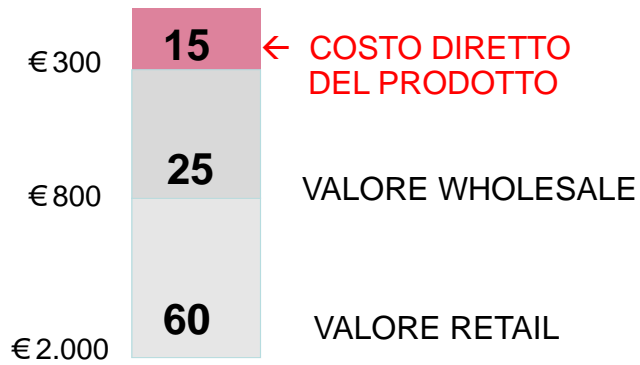 15
← COSTO DIRETTO
DEL PRODOTTO
€300
25
VALORE WHOLESALE
€800
60
VALORE RETAIL
€2.000